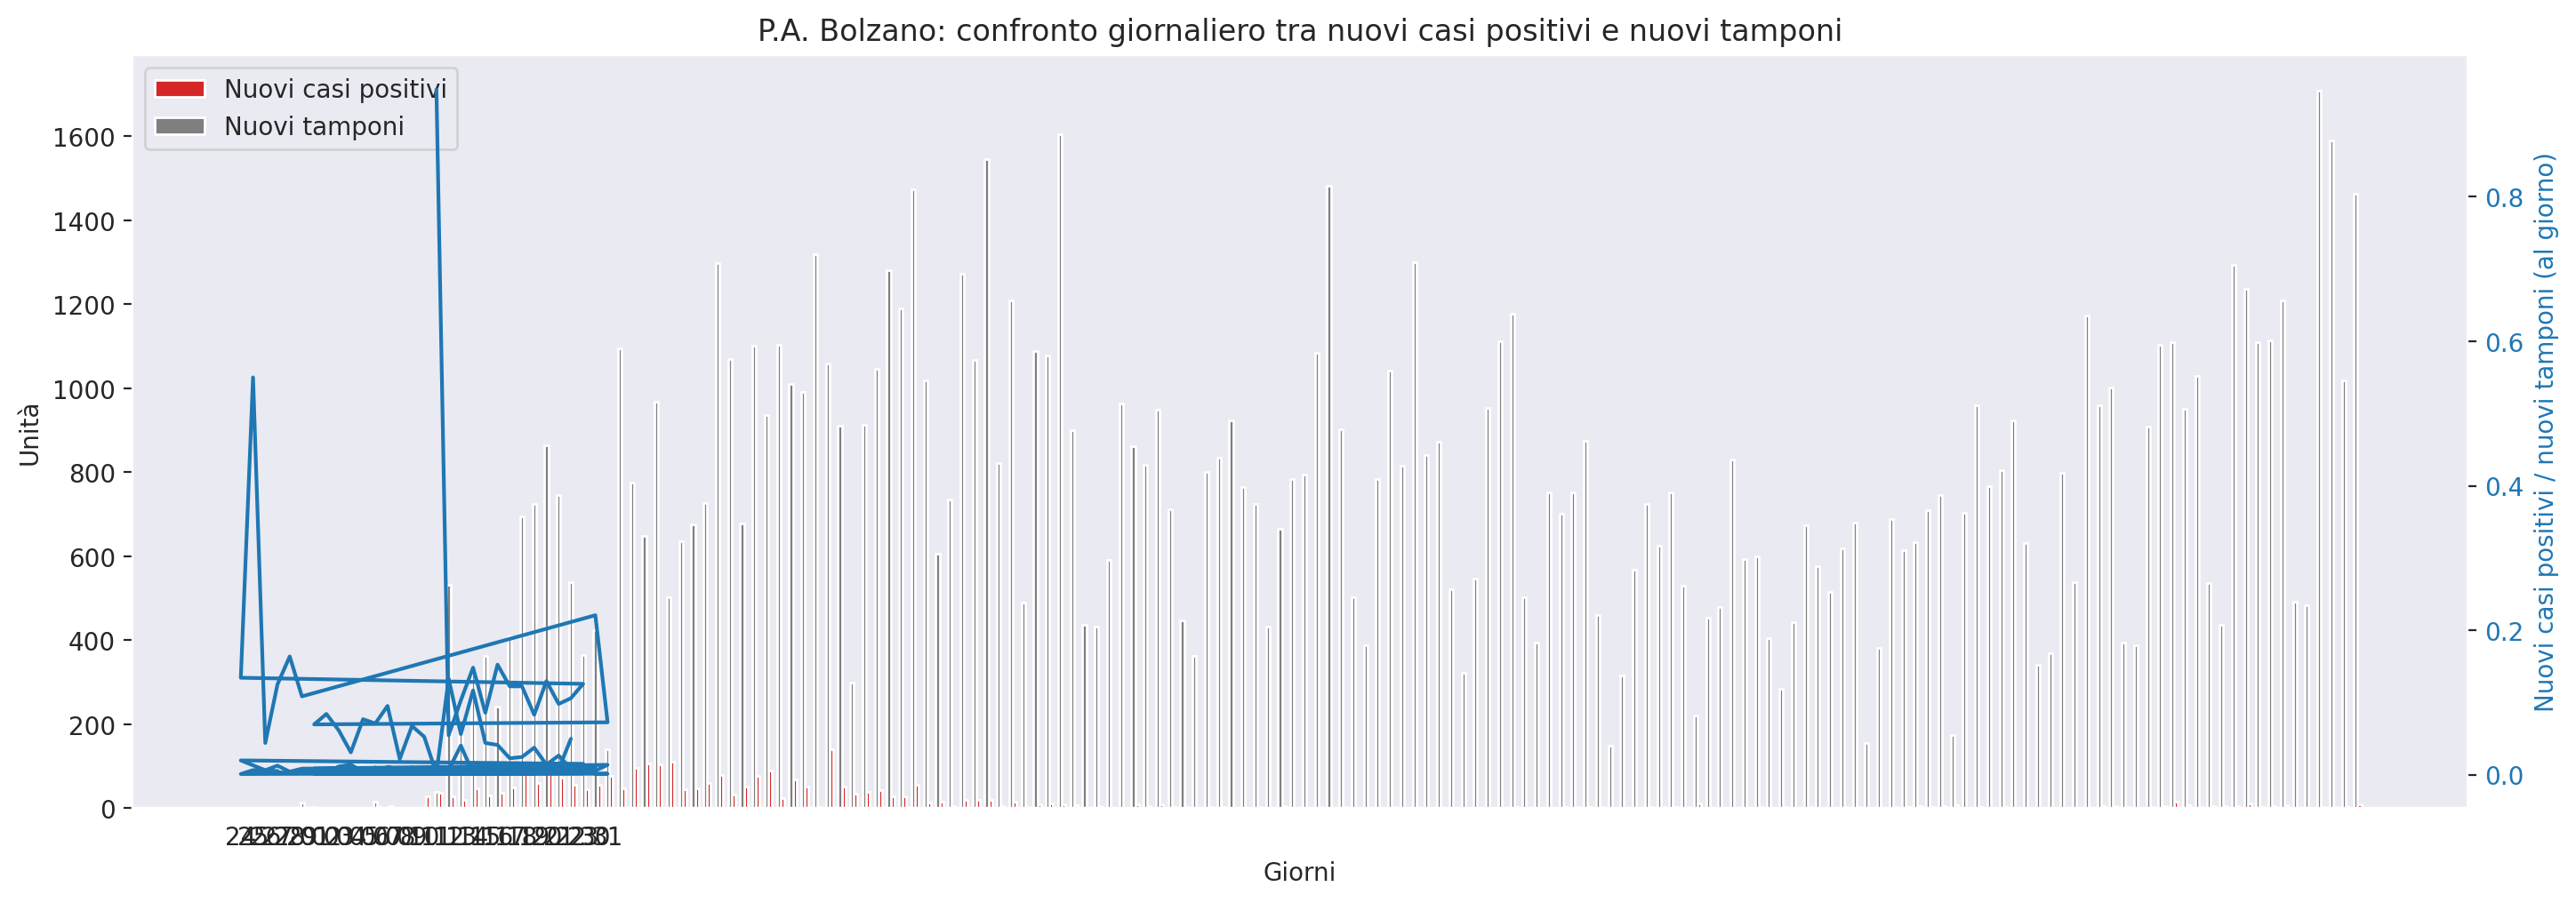 P.A. Bolzano: confronto giornaliero tra nuovi casi positivi e nuovi tamponi
Nuovi casi positivi
Nuovi tamponi
1600
1400
1200
1000
800
600
400
200
0
Unità
0.8
0.6
0.4
0.2
0.0
Nuovi casi positivi / nuovi tamponi (al giorno)
Giorni